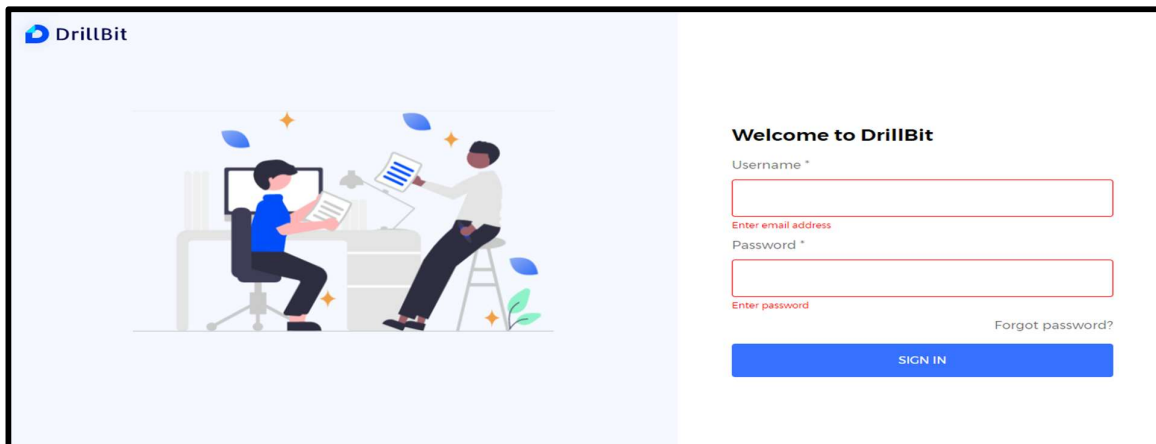 DrillBit
Welcome to DrillBit
Username *
Enter email address
Password *
Enter password
Forgot password?
SIGN IN